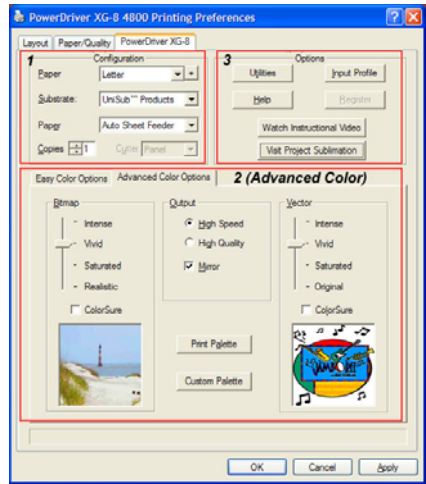 PowerDriver XG-8 4800 Printing Preferences
Layout Paper/Quality PowerDriver XG-8
1 Configuration
Paper Letter +
Substrate: UniSub™ Products
Paper Auto Sheet Feeder
Copies 1 Cutter Panel
3 Options
Utilities Input Profile
Help Register
Watch Instructional Video
Visit Project Sublimation
Easy Color Options Advanced Color Options 2 (Advanced Color)
Bitmap
Intense
Vivid
Saturated
Realistic
ColorSure
Output
High Speed
High Quality
Mirror
Print Palette
Custom Palette
Vector
Intense
Vivid
Saturated
Original
ColorSure
JAMBOREE
OK Cancel Apply